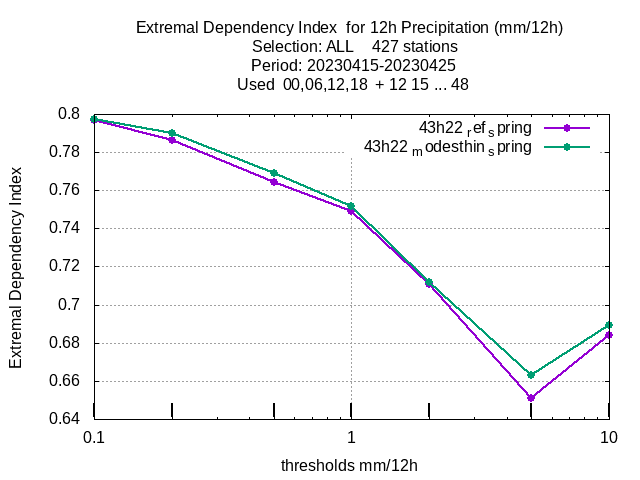 Extremal Dependency Index  for 12h Precipitation (mm/12h)
Selection: ALL    427 stations
Period: 20230415-20230425
Used  00,06,12,18  + 12 15 ... 48
43h22 ref spring
43h22 modesthin spring
0.8
0.78
0.76
0.74
0.72
0.7
0.68
0.66
0.64
Extremal Dependency Index
0.1 1 10
thresholds mm/12h